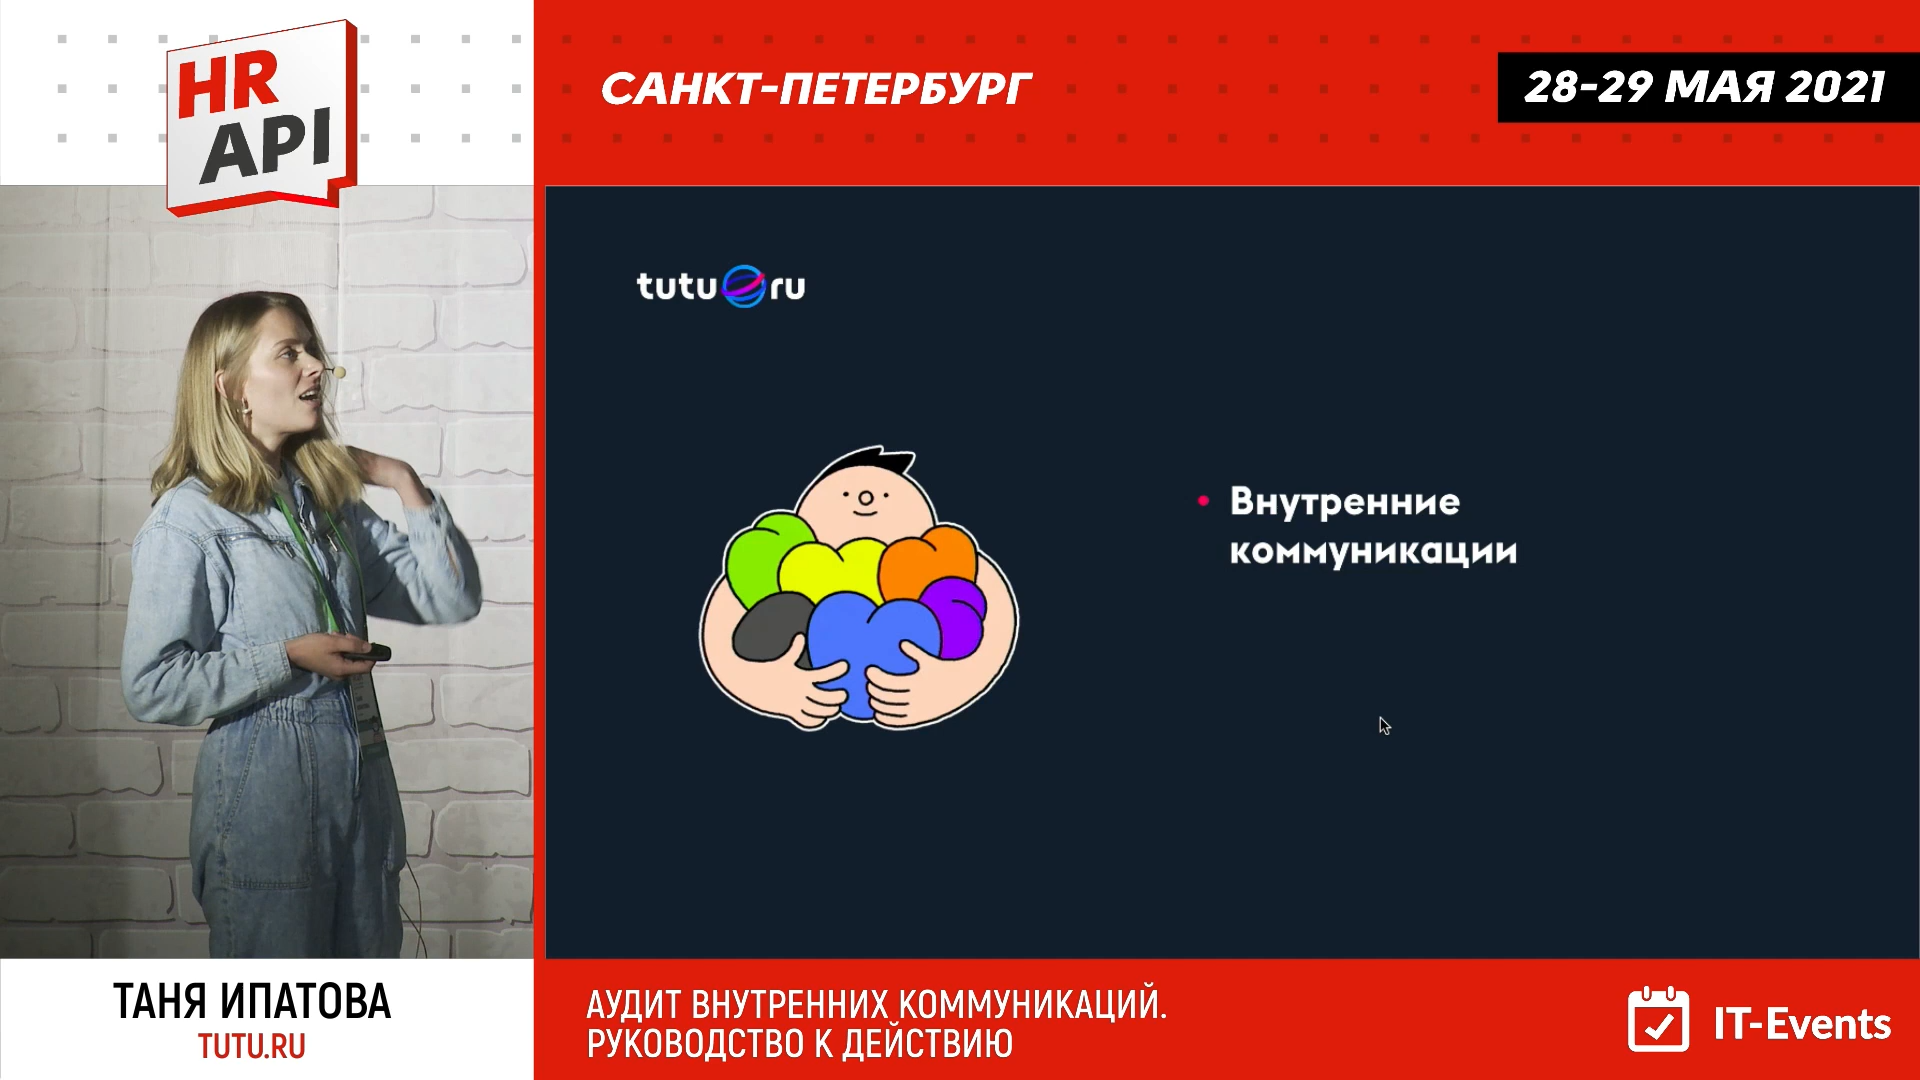 HR
API
САНКТ-ПЕТЕРБУРГ
28-29 МАЯ 2021
tutu ru
• Внутренние
коммуникации
ТАНЯ ИПАТОВА
TUTU.RU
АУДИТ ВНУТРЕННИХ КОММУНИКАЦИЙ.
РУКОВОДСТВО К ДЕЙСТВИЮ
IT-Events